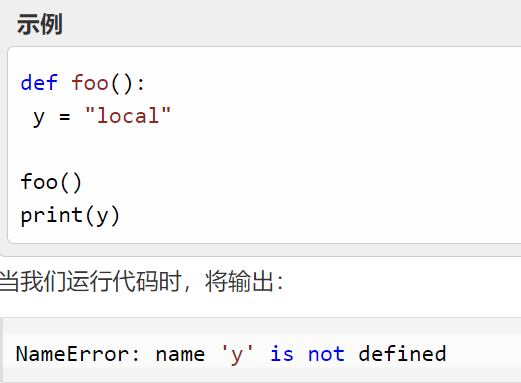 示例
def foo():
 y = "local"
foo()
print(y)
当我们运行代码时，将输出：
NameError: name 'y' is not defined